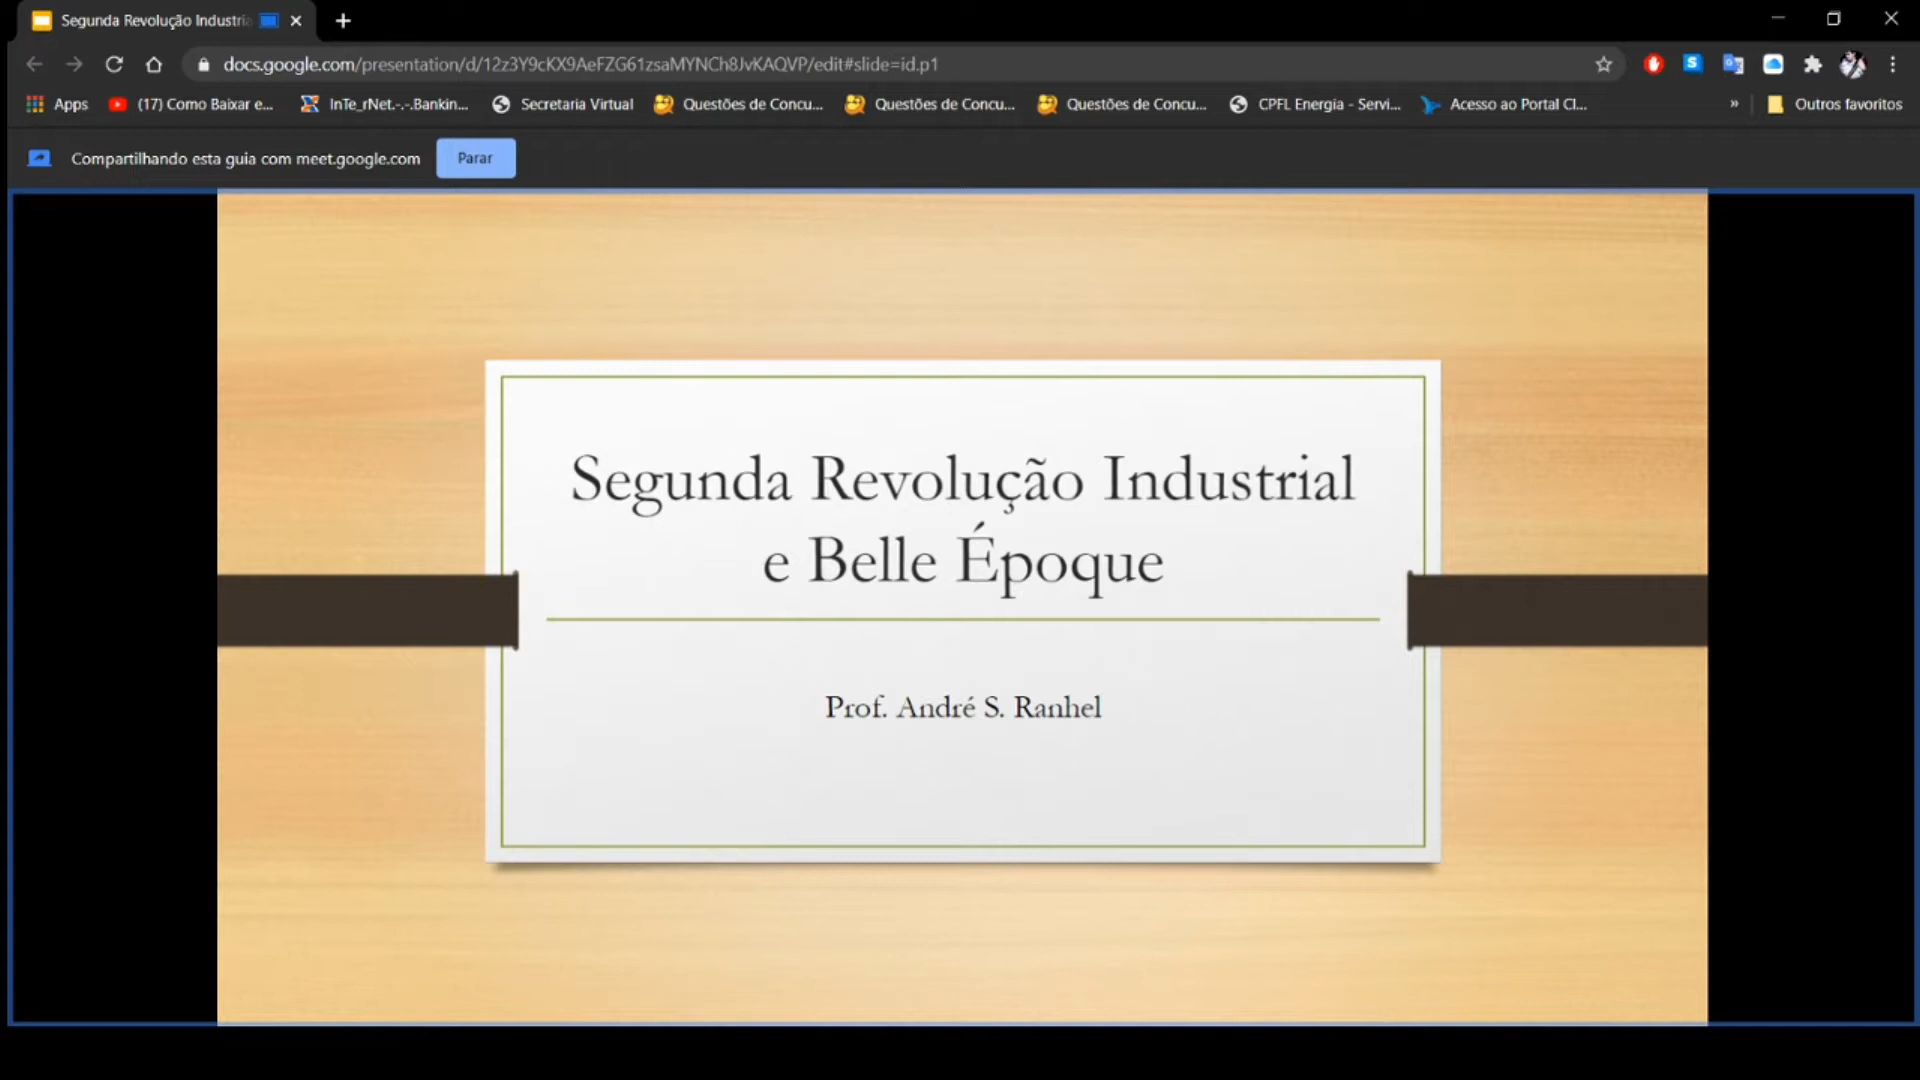 Segunda Revolução Industria
docs.google.com/presentation/d/12z3Y9cKX9AeFZG61zsaMYNCh8JvKAQVP/edit#slide=id.p1
Apps
(17) Como Baixar e...
InTe_rNet.-.-.Bankin...
Secretaria Virtual
Questões de Concu...
Questões de Concu...
Questões de Concu...
CPFL Energia - Servi...
Acesso ao Portal Cl...
»
Outros favoritos
Compartilhando esta guia com meet.google.com
Parar
Segunda Revolução Industrial
e Belle Époque
Prof. André S. Ranhel